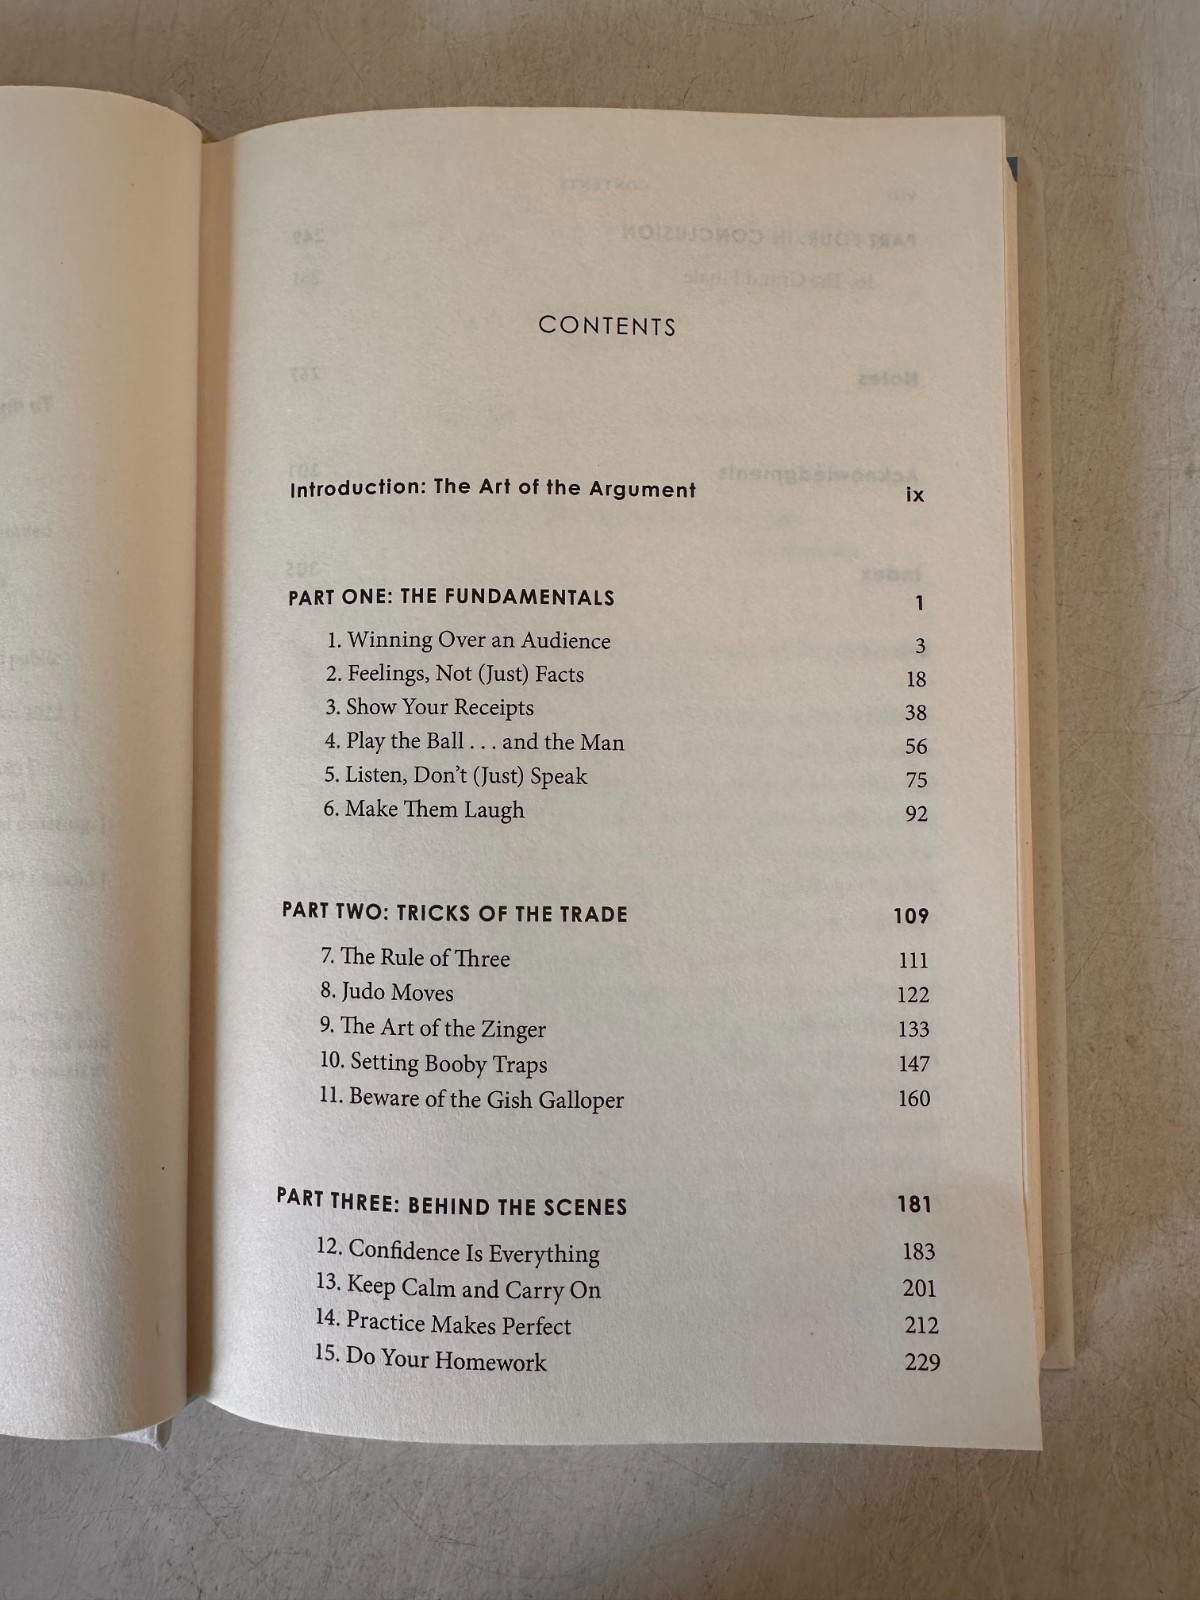 CONTENTS
Introduction: The Art of the Argument ix
PART ONE: THE FUNDAMENTALS 1
1. Winning Over an Audience 3
2. Feelings, Not (Just) Facts 18
3. Show Your Receipts 38
4. Play the Ball . . . and the Man 56
5. Listen, Don't (Just) Speak 75
6. Make Them Laugh 92
PART TWO: TRICKS OF THE TRADE 109
7. The Rule of Three 111
8. Judo Moves 122
9. The Art of the Zinger 133
10. Setting Booby Traps 147
11. Beware of the Gish Galloper 160
PART THREE: BEHIND THE SCENES 181
12. Confidence Is Everything 183
13. Keep Calm and Carry On 201
14. Practice Makes Perfect 212
15. Do Your Homework 229